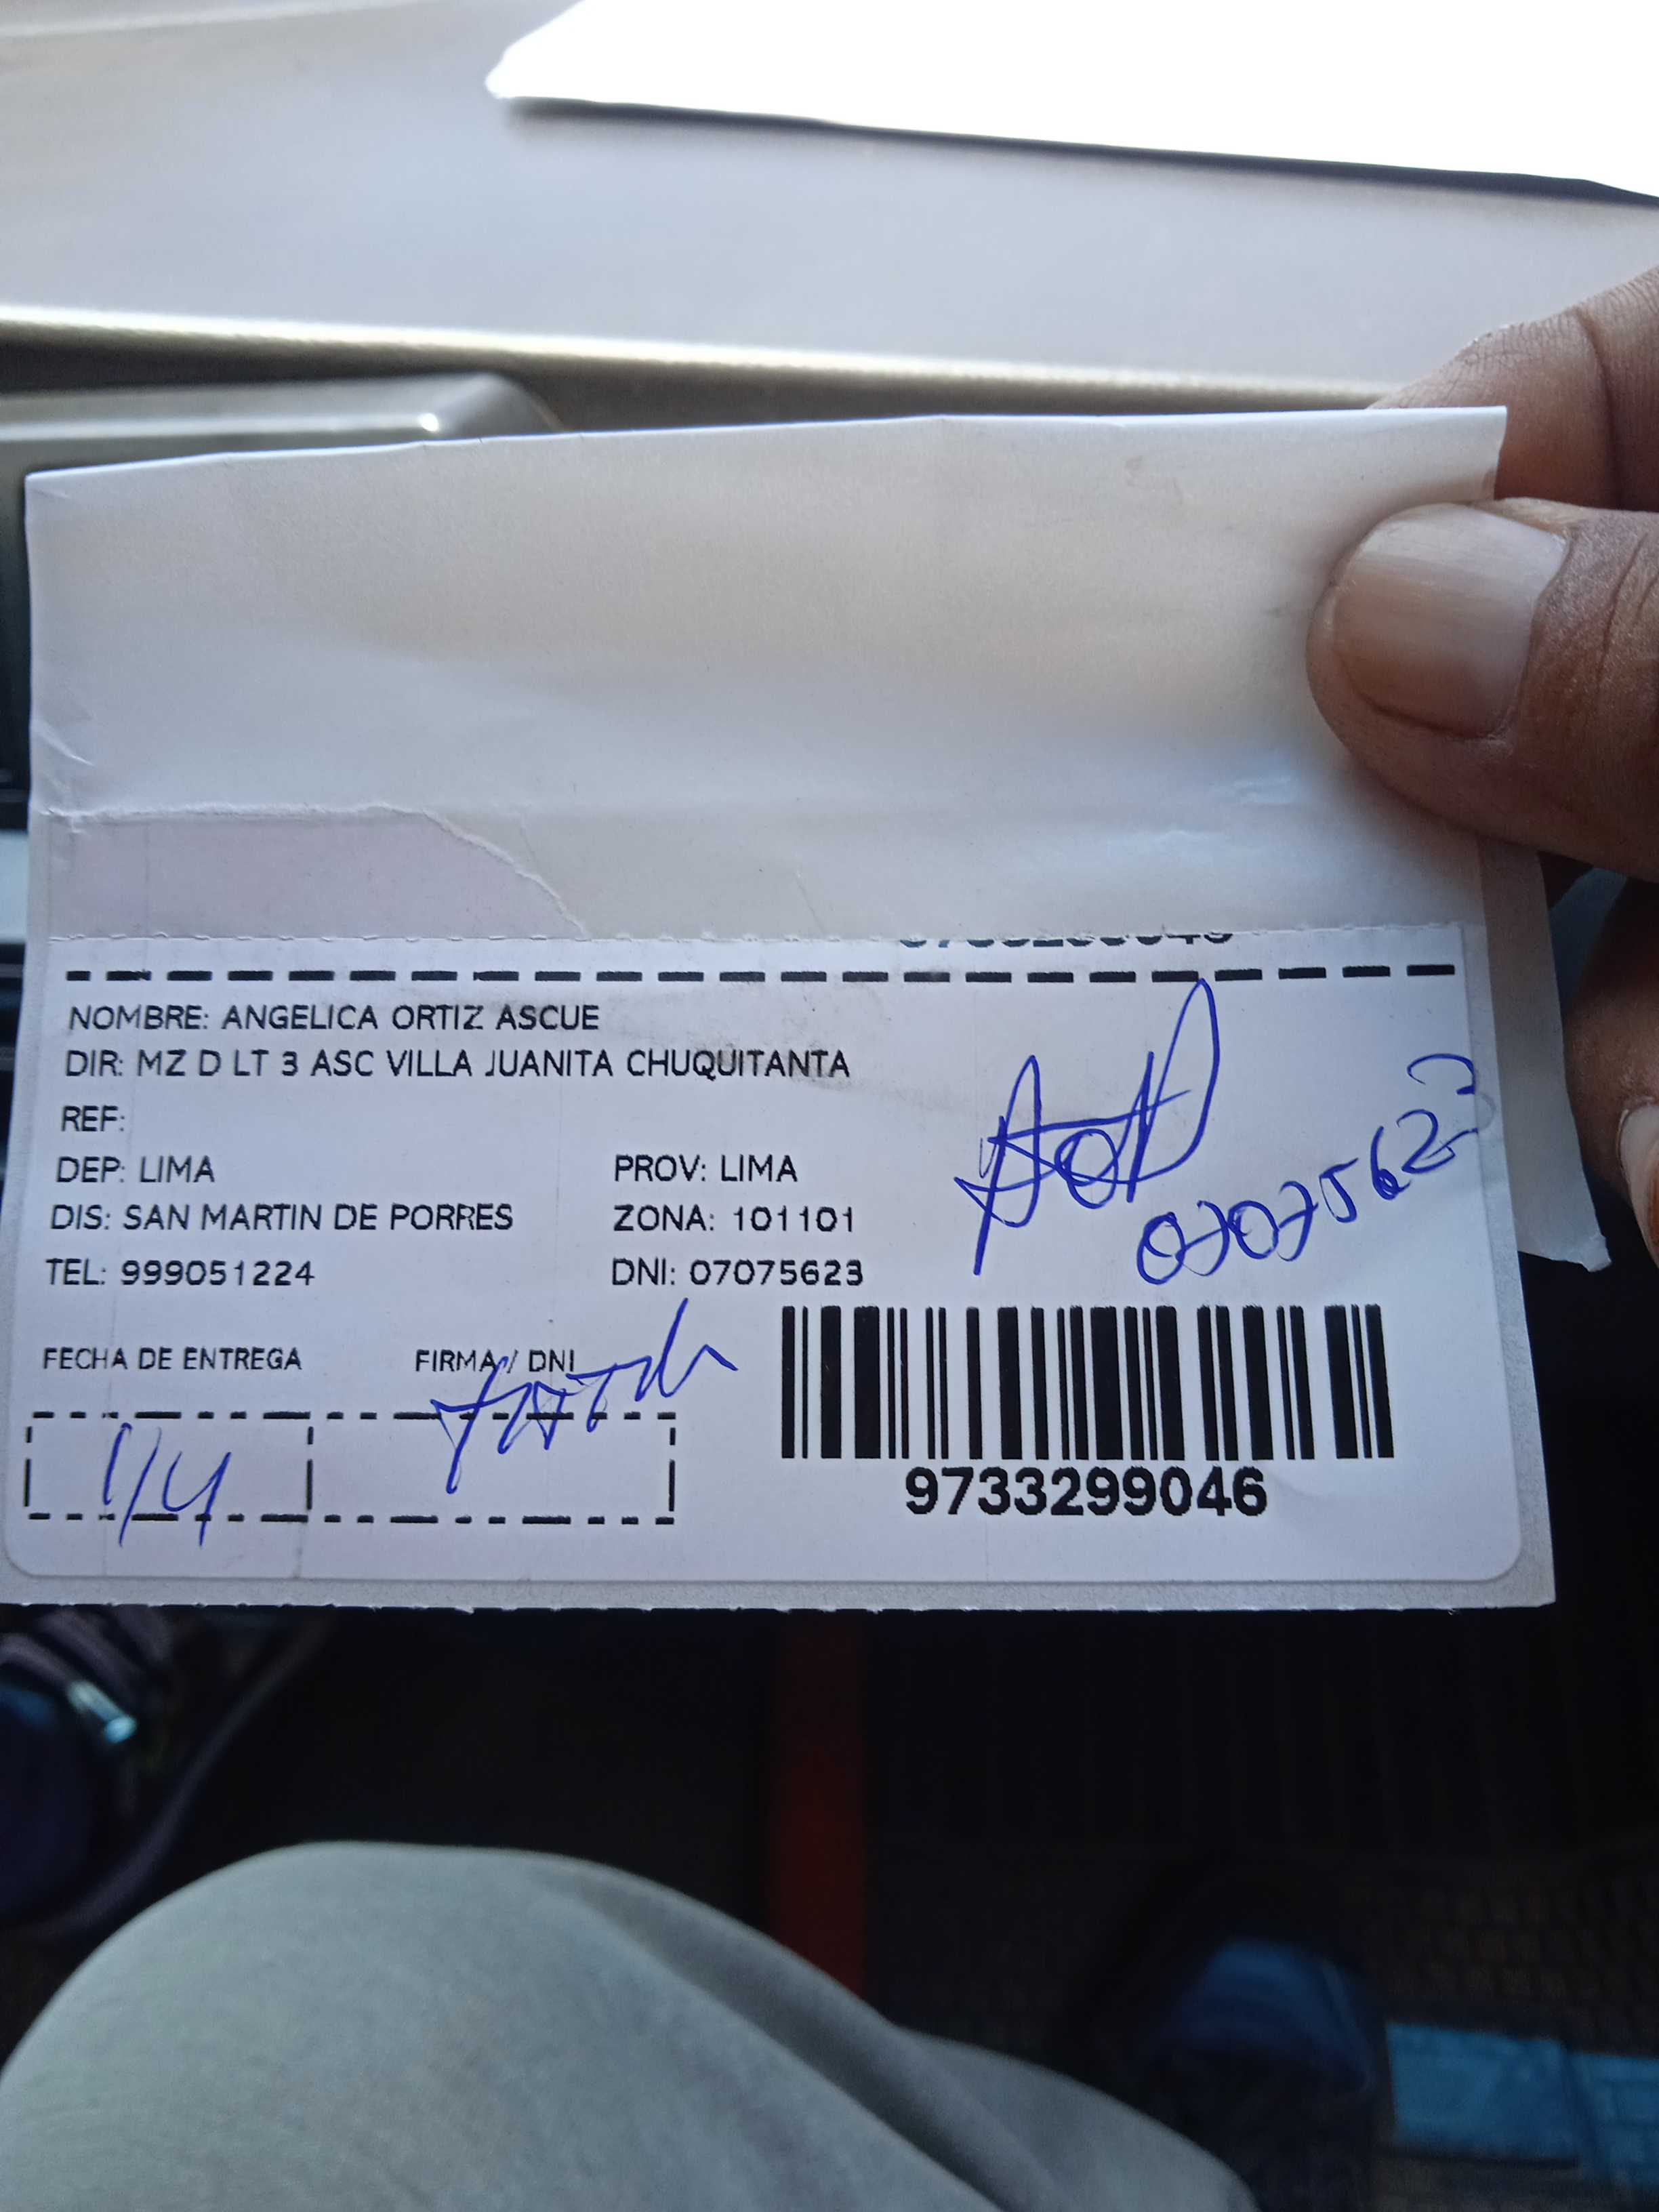 NOMBRE: ANGELICA ORTIZ ASCUE
DIR: MZ D LT 3 ASC VILLA JUANITA CHUQUITANTA
REF:
DEP: LIMA PROV: LIMA
DIS: SAN MARTIN DE PORRES ZONA: 101101
TEL: 999051224 DNI: 07075623
07075623
FECHA DE ENTREGA FIRMA / DNI
1/4
9733299046